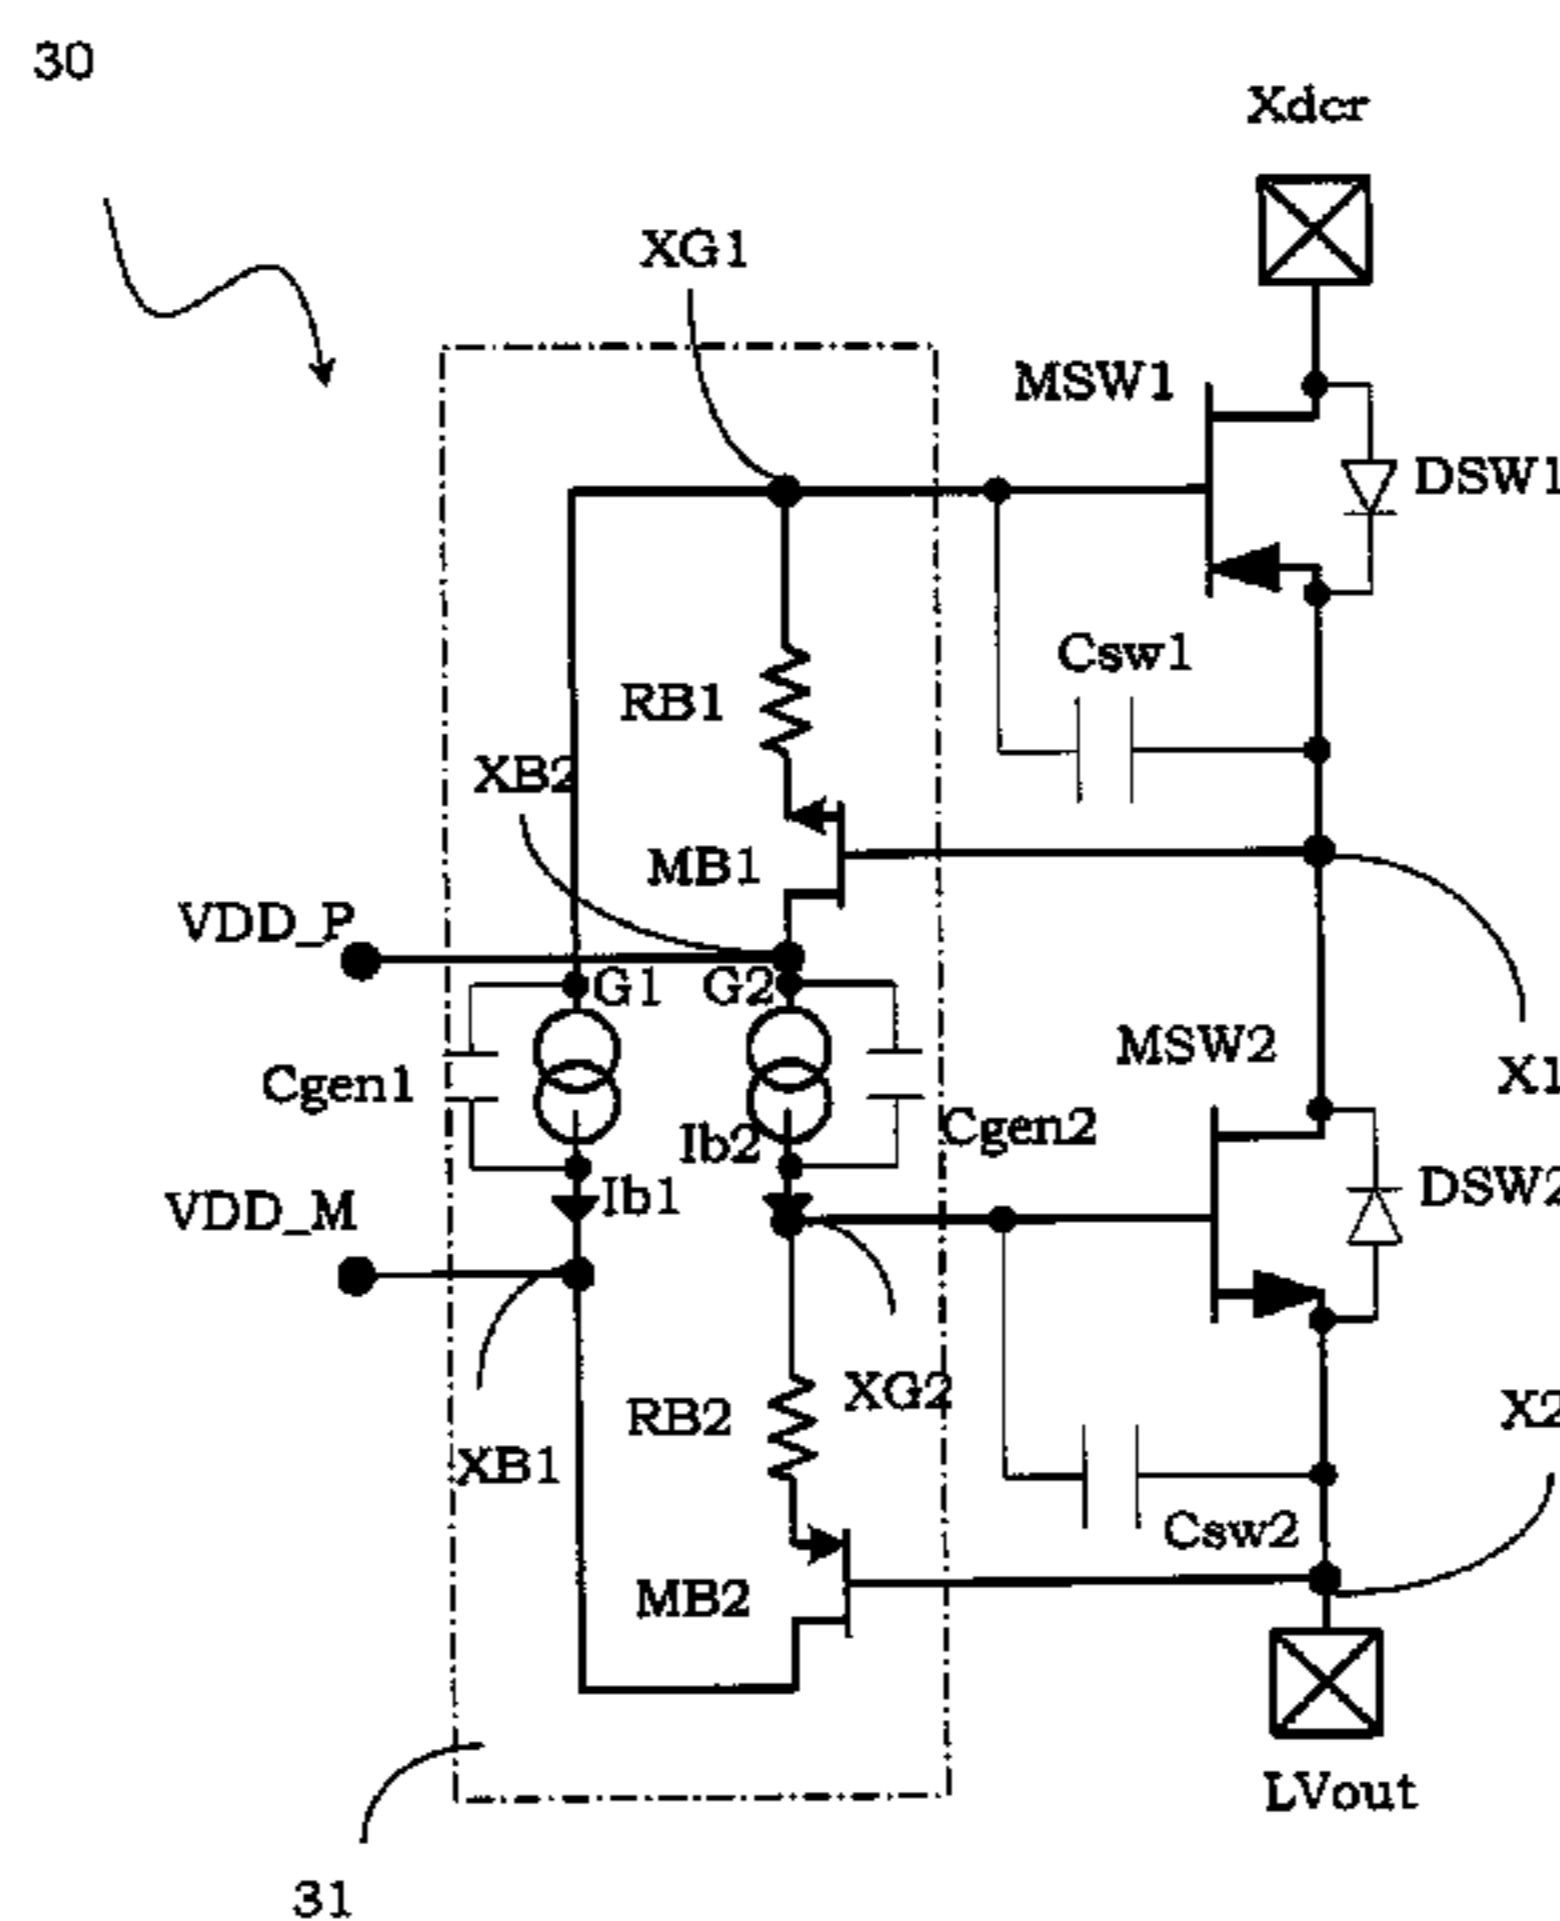 30
Xdcr
XG1
MSW1
DSW1
Csw1
RB1
XB2
MB1
VDD_P
G1
G2
MSW2
X1
Cgen1
Cgen2
Ib2
Ib1
DSW2
VDD_M
XG2
X2
RB2
XB1
Csw2
MB2
LVout
31